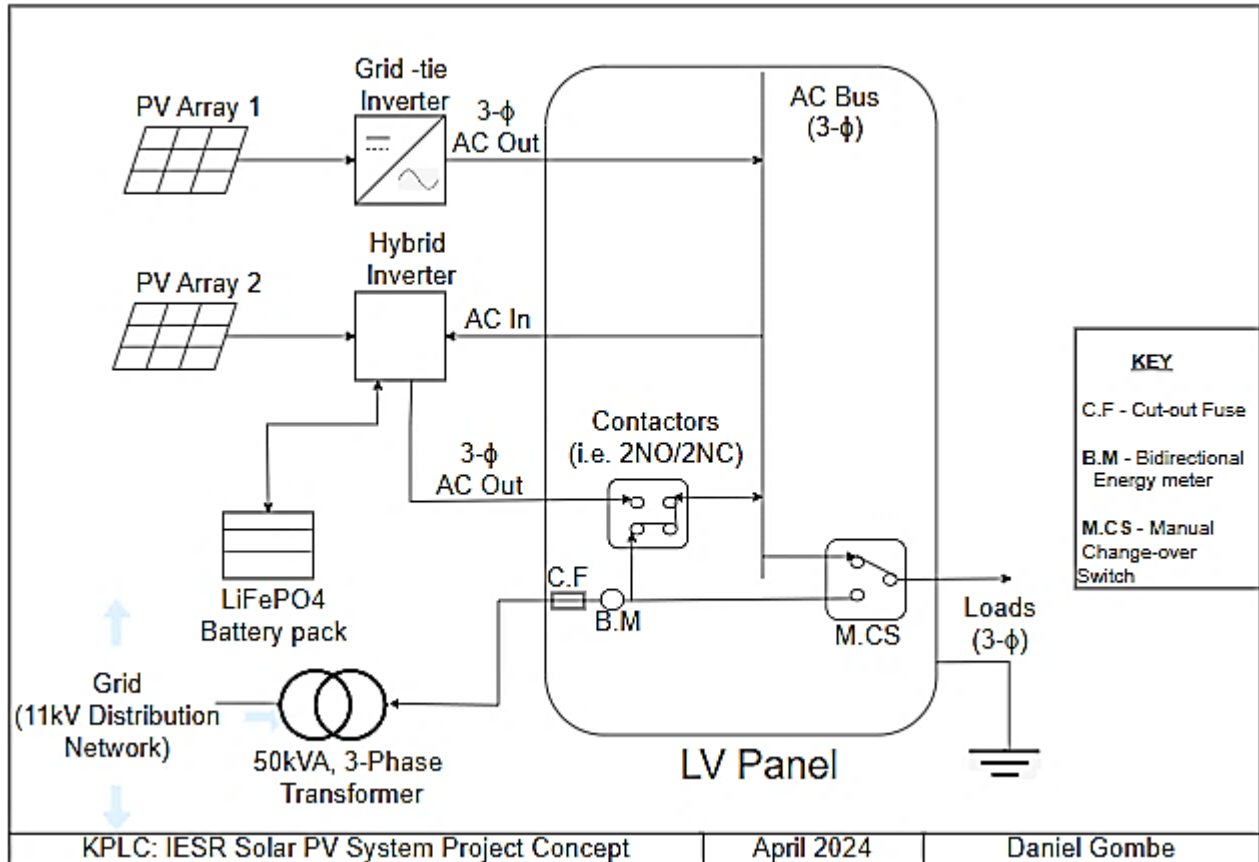 Grid -tie
Inverter
PV Array 1
3-ϕ
AC Out
AC Bus
(3-ϕ)
Hybrid
Inverter
PV Array 2
AC In
KEY
C.F - Cut-out Fuse
B.M - Bidirectional
Energy meter
M.CS - Manual
Change-over
Switch
Contactors
(i.e. 2NO/2NC)
3-ϕ
AC Out
C.F
B.M
M.CS
Loads
(3-ϕ)
LiFePO4
Battery pack
Grid
(11kV Distribution
Network)
50kVA, 3-Phase
Transformer
LV Panel
KPLC: IESR Solar PV System Project Concept
April 2024
Daniel Gombe